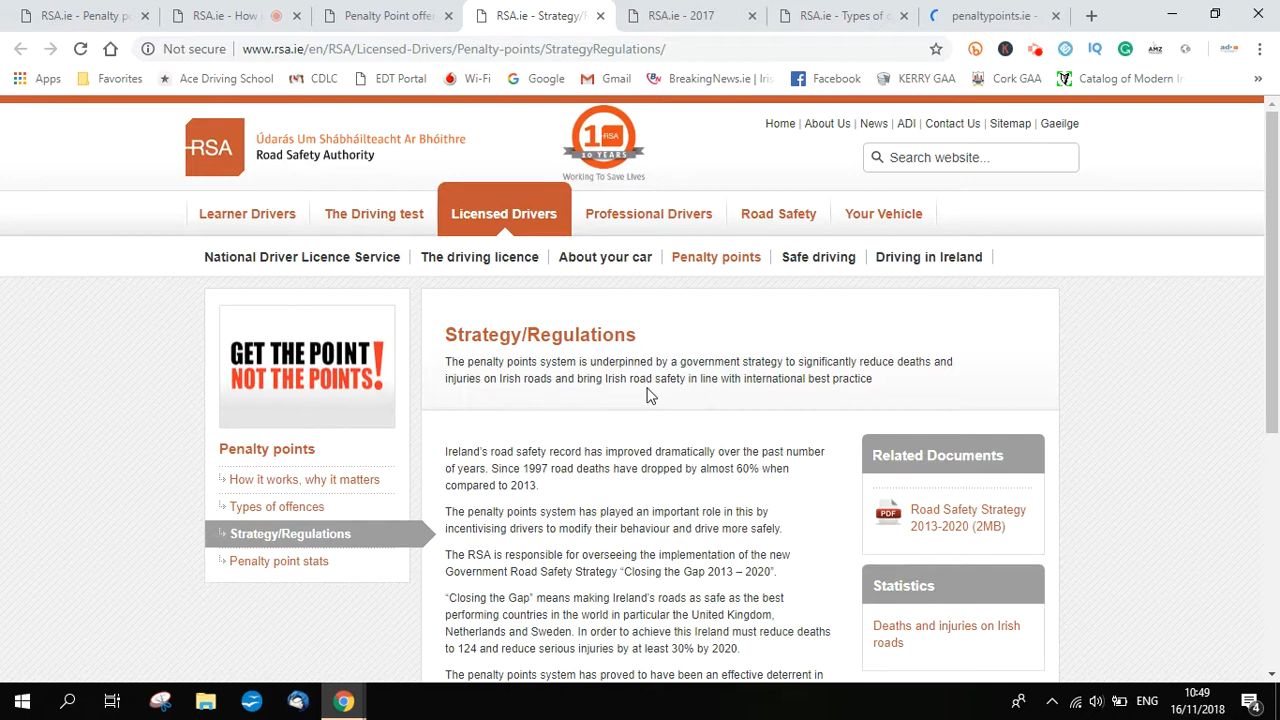 RSA.ie - Penalty p
RSA.ie - How
Penalty Point offe
RSA.ie - Strategy/F
RSA.ie - 2017
RSA.ie - Types of
penaltypoints.ie -
Not secure
www.rsa.ie/en/RSA/Licensed-Drivers/Penalty-points/StrategyRegulations/
Apps
Favorites
Ace Driving School
CDLC
EDT Portal
Wi-Fi
Google
Gmail
BreakingNews.ie | Iris
Facebook
KERRY GAA
Cork GAA
Catalog of Modern
RSA
Údarás Um Shábháilteacht Ar Bhóithre
Road Safety Authority
10 YEARS
Working To Save Lives
Home | About Us | News | ADI | Contact Us | Sitemap | Gaeilge
Search website...
Learner Drivers
The Driving test
Licensed Drivers
Professional Drivers
Road Safety
Your Vehicle
National Driver Licence Service
The driving licence
About your car
Penalty points
Safe driving
Driving in Ireland
GET THE POINT
NOT THE POINTS!
Penalty points
How it works, why it matters
Types of offences
Strategy/Regulations
Penalty point stats
Strategy/Regulations
The penalty points system is underpinned by a government strategy to significantly reduce deaths and
injuries on Irish roads and bring Irish road safety in line with international best practice
Ireland's road safety record has improved dramatically over the past number
of years. Since 1997 road deaths have dropped by almost 60% when
compared to 2013.
The penalty points system has played an important role in this by
incentivising drivers to modify their behaviour and drive more safely.
The RSA is responsible for overseeing the implementation of the new
Government Road Safety Strategy “Closing the Gap 2013 – 2020”.
“Closing the Gap” means making Ireland's roads as safe as the best
performing countries in the world in particular the United Kingdom,
Netherlands and Sweden. In order to achieve this Ireland must reduce deaths
to 124 and reduce serious injuries by at least 30% by 2020.
The penalty points system has proved to have been an effective deterrent in
Related Documents
PDF
Road Safety Strategy
2013-2020 (2MB)
Statistics
Deaths and injuries on Irish
roads
ENG
10:49
16/11/2018
4